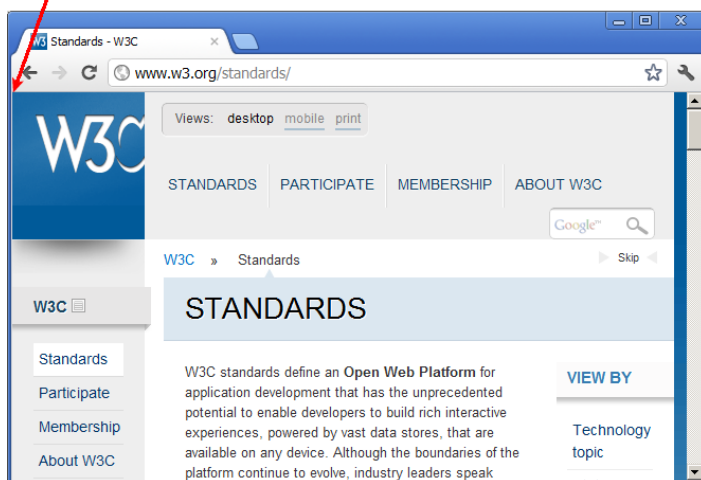 W3 Standards - W3C
www.w3.org/standards/
W3C
Views: desktop mobile print
STANDARDS PARTICIPATE MEMBERSHIP ABOUT W3C
Google™
W3C » Standards
Skip
W3C
STANDARDS
Standards
Participate
Membership
About W3C
W3C standards define an Open Web Platform for
application development that has the unprecedented
potential to enable developers to build rich interactive
experiences, powered by vast data stores, that are
available on any device. Although the boundaries of the
platform continue to evolve, industry leaders speak
VIEW BY
Technology
topic